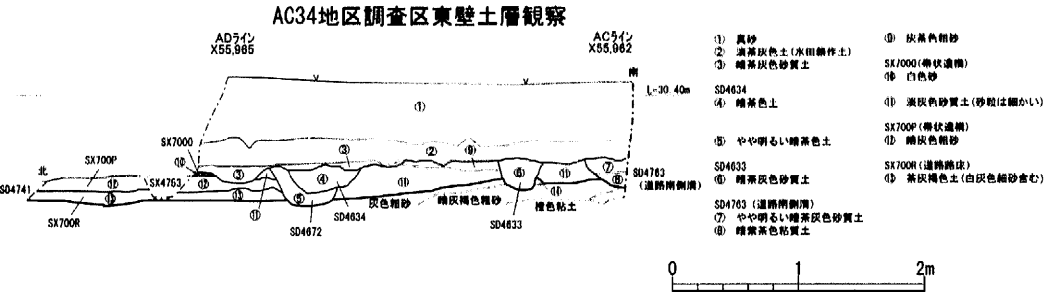 AC34地区調査区東壁土層観察
ADライン
X55,965
ACライン
X55,962
南
L=30.40m
北
SX7000
SX700P
SX4763
SD4741
SX700R
SD4672
SD4634
灰色粗砂
暗灰褐色粗砂
SD4633
橙色粘土
SD4763
(道路南側溝)
① 真砂
② 淡茶灰色土(水田耕作土)
③ 暗茶灰色砂質土
SD4634
④ 暗茶色土
⑤ やや明るい暗茶色土
SD4633
⑥ 暗茶灰色砂質土
SD4763 (道路南側溝)
⑦ やや明るい暗茶灰色砂質土
⑧ 暗紫茶色粘質土
⑨ 灰茶色粗砂
SX7000(帯状遺構)
⑩ 白色砂
⑪ 淡灰色砂質土(砂粒は細かい)
SX700P(帯状遺構)
⑫ 暗灰色粗砂
SX700R(道路路床)
⑬ 茶灰褐色土(白灰色細砂含む)
0 1 2m